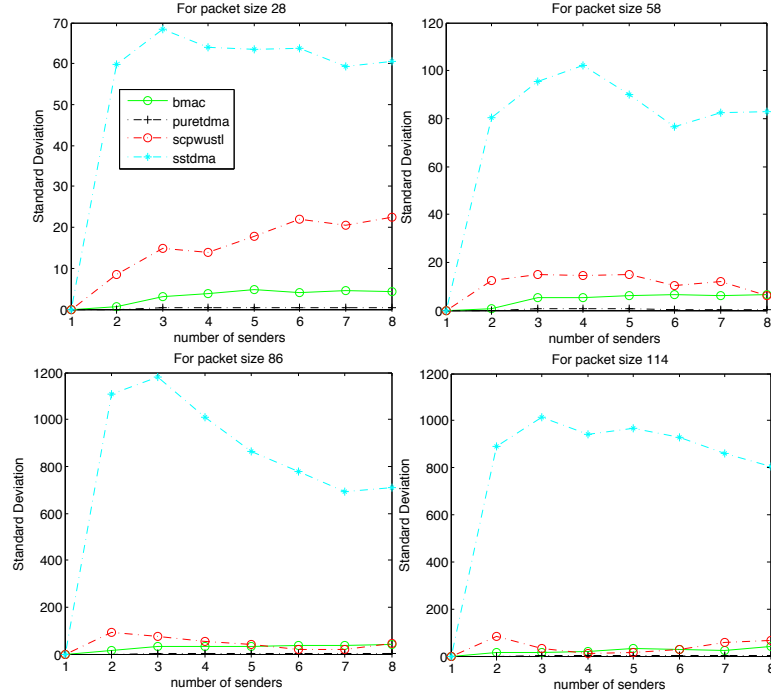 For packet size 28
70
60
50
40
30
20
10
0
1 2 3 4 5 6 7 8
Standard Deviation
number of senders
bmac
puretdma
scpwustl
sstdma
For packet size 58
120
100
80
60
40
20
0
1 2 3 4 5 6 7 8
Standard Deviation
number of senders
For packet size 86
1200
1000
800
600
400
200
0
1 2 3 4 5 6 7 8
Standard Deviation
number of senders
For packet size 114
1200
1000
800
600
400
200
0
1 2 3 4 5 6 7 8
Standard Deviation
number of senders